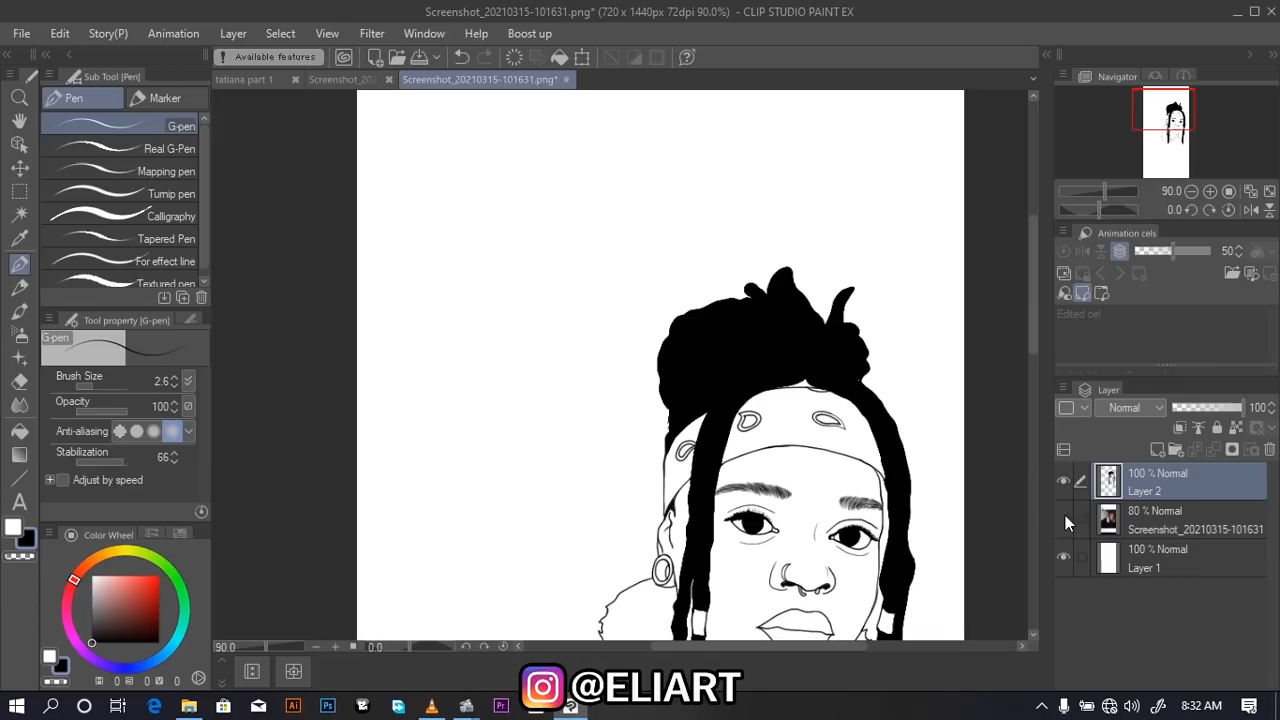 Screenshot_20210315-101631.png* (720 x 1440px 72dpi 90.0%) - CLIP STUDIO PAINT EX
File Edit Story(P) Animation Layer Select View Filter Window Help Boost up
Available features
Sub Tool [Pen]
tatiana part 1
Screenshot_202
Screenshot_20210315-101631.png*
Navigator
Pen
Marker
G-pen
Real G-Pen
Mapping pen
Turnip pen
Calligraphy
Tapered Pen
For effect line
Textured pen
90.0
0.0
Animation cels
50
Edited cel
Tool property [G-pen]
G-pen
Brush Size 2.6
Opacity 100
Anti-aliasing
Stabilization 66
Adjust by speed
Layer
Normal 100
100 % Normal
Layer 2
80 % Normal
Screenshot_20210315-101631
100 % Normal
Layer 1
Color Wheel
90.0
0.0
H 0 S 0 V 0
@ELIART
8:32 AM